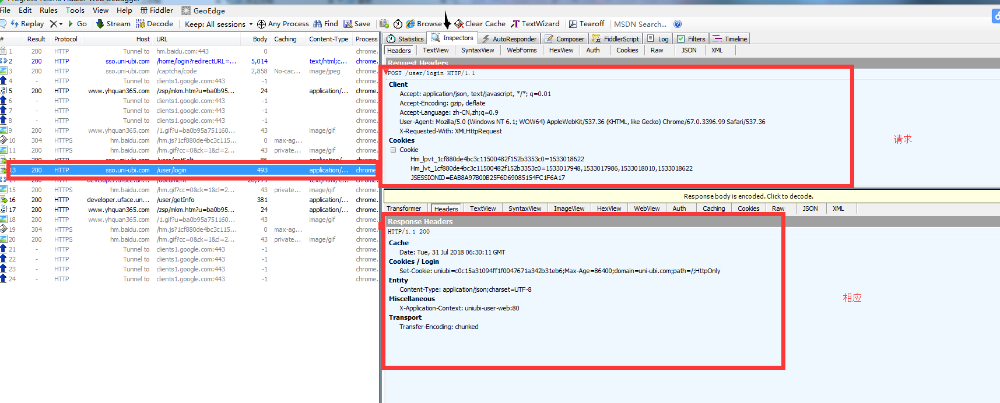 Progress Telerik Fiddler Web Debugger
File Edit Rules Tools View Help 册 Fiddler GeoEdge
Replay X Go Stream Decode Keep: All sessions Any Process Find Save Browse Clear Cache TextWizard Tearoff MSDN Search...
# Result Protocol Host URL Body Caching Content-Type Process
1 200 HTTP Tunnel to hm.baidu.com:443 0 chrome.
2 200 HTTP sso.uni-ubi.com /home/login?redirectURL=... 5,014 text/html;c... chrome.
3 200 HTTP sso.uni-ubi.com /captcha/code 2,858 No-cac... image/jpeg chrome.
4 - HTTP Tunnel to clients1.google.com:443 -1 chrome.
5 200 HTTP www.yhquan365.com /zsp/mkm.htm?u=ba0b95... 24 application/... chrome.
6 - HTTP Tunnel to clients1.google.com:443 -1 chrome.
7 - HTTP Tunnel to clients1.google.com:443 -1 chrome.
8 - HTTP Tunnel to clients1.google.com:443 -1 chrome.
9 200 HTTP www.yhquan365.com /1.gif?u=ba0b95a751160... 43 image/gif chrome.
10 304 HTTPS hm.baidu.com /hm.js?1cf880de4bc3c115... 0 max-ag... chrome.
11 200 HTTPS hm.baidu.com /hm.gif?cc=0&ck=1&cl=2... 43 private... image/gif chrome.
12 200 HTTP sso.uni-ubi.com /user/getSalt 86 application/... chrome.
13 200 HTTP sso.uni-ubi.com /user/login 493 application/... chrome
14 200 HTTP developer.uface.un... /document text/html, c... chrome.
15 200 HTTPS hm.baidu.com /hm.gif?cc=0&ck=1&cl=2... 43 private... image/gif chrome.
16 200 HTTP developer.uface.un... /user/getInfo 381 application/... chrome.
17 200 HTTP www.yhquan365.com /zsp/mkm.htm?u=ba0b95... 24 application/... chrome.
18 200 HTTP www.yhquan365.com /1.gif?u=ba0b95a751160... 43 image/gif chrome.
19 304 HTTPS hm.baidu.com /hm.js?1cf880de4bc3c115... 0 max-ag... chrome.
20 200 HTTPS hm.baidu.com /hm.gif?cc=0&ck=1&cl=2... 43 private... image/gif chrome.
21 - HTTP Tunnel to clients1.google.com:443 -1 chrome.
22 - HTTP Tunnel to clients1.google.com:443 -1 chrome.
23 - HTTP Tunnel to clients1.google.com:443 -1 chrome.
24 - HTTP Tunnel to clients1.google.com:443 -1 chrome.
Statistics Inspectors AutoResponder Composer FiddlerScript Log Filters Timeline
Headers TextView SyntaxView WebForms HexView Auth Cookies Raw JSON XML
Request Headers
POST /user/login HTTP/1.1
Client
Accept: application/json, text/javascript, */*; q=0.01
Accept-Encoding: gzip, deflate
Accept-Language: zh-CN,zh;q=0.9
User-Agent: Mozilla/5.0 (Windows NT 6.1; WOW64) AppleWebKit/537.36 (KHTML, like Gecko) Chrome/67.0.3396.99 Safari/537.36
X-Requested-With: XMLHttpRequest
Cookies
Cookie
Hm_lpvt_1cf880de4bc3c11500482f152b3353c0=1533018622
Hm_lvt_1cf880de4bc3c11500482f152b3353c0=1533017948,1533017986,1533018010,1533018622
JSESSIONID=EAB8A97B00B25F6D69085154FC1F6A17
请求
Response body is encoded. Click to decode.
Transformer Headers TextView SyntaxView ImageView HexView WebView Auth Caching Cookies Raw JSON XML
Response Headers
HTTP/1.1 200
Cache
Date: Tue, 31 Jul 2018 06:30:11 GMT
Cookies / Login
Set-Cookie: uniubi=c0c15a31094ff1f0047671a342b31eb6;Max-Age=86400;domain=uni-ubi.com;path=/;HttpOnly
Entity
Content-Type: application/json;charset=UTF-8
Miscellaneous
X-Application-Context: uniubi-user-web:80
Transport
Transfer-Encoding: chunked
相应